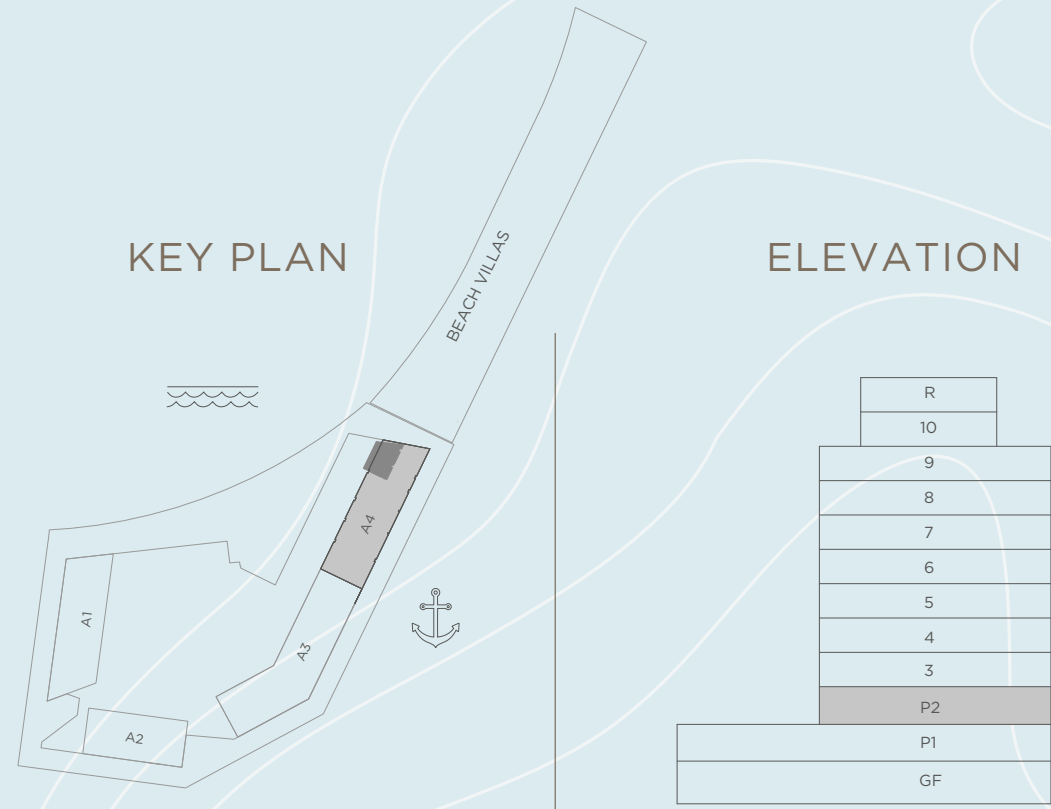 KEY PLAN
BEACH VILLAS
A4
A1
A3
A2
ELEVATION
R
10
9
8
7
6
5
4
3
P2
P1
GF